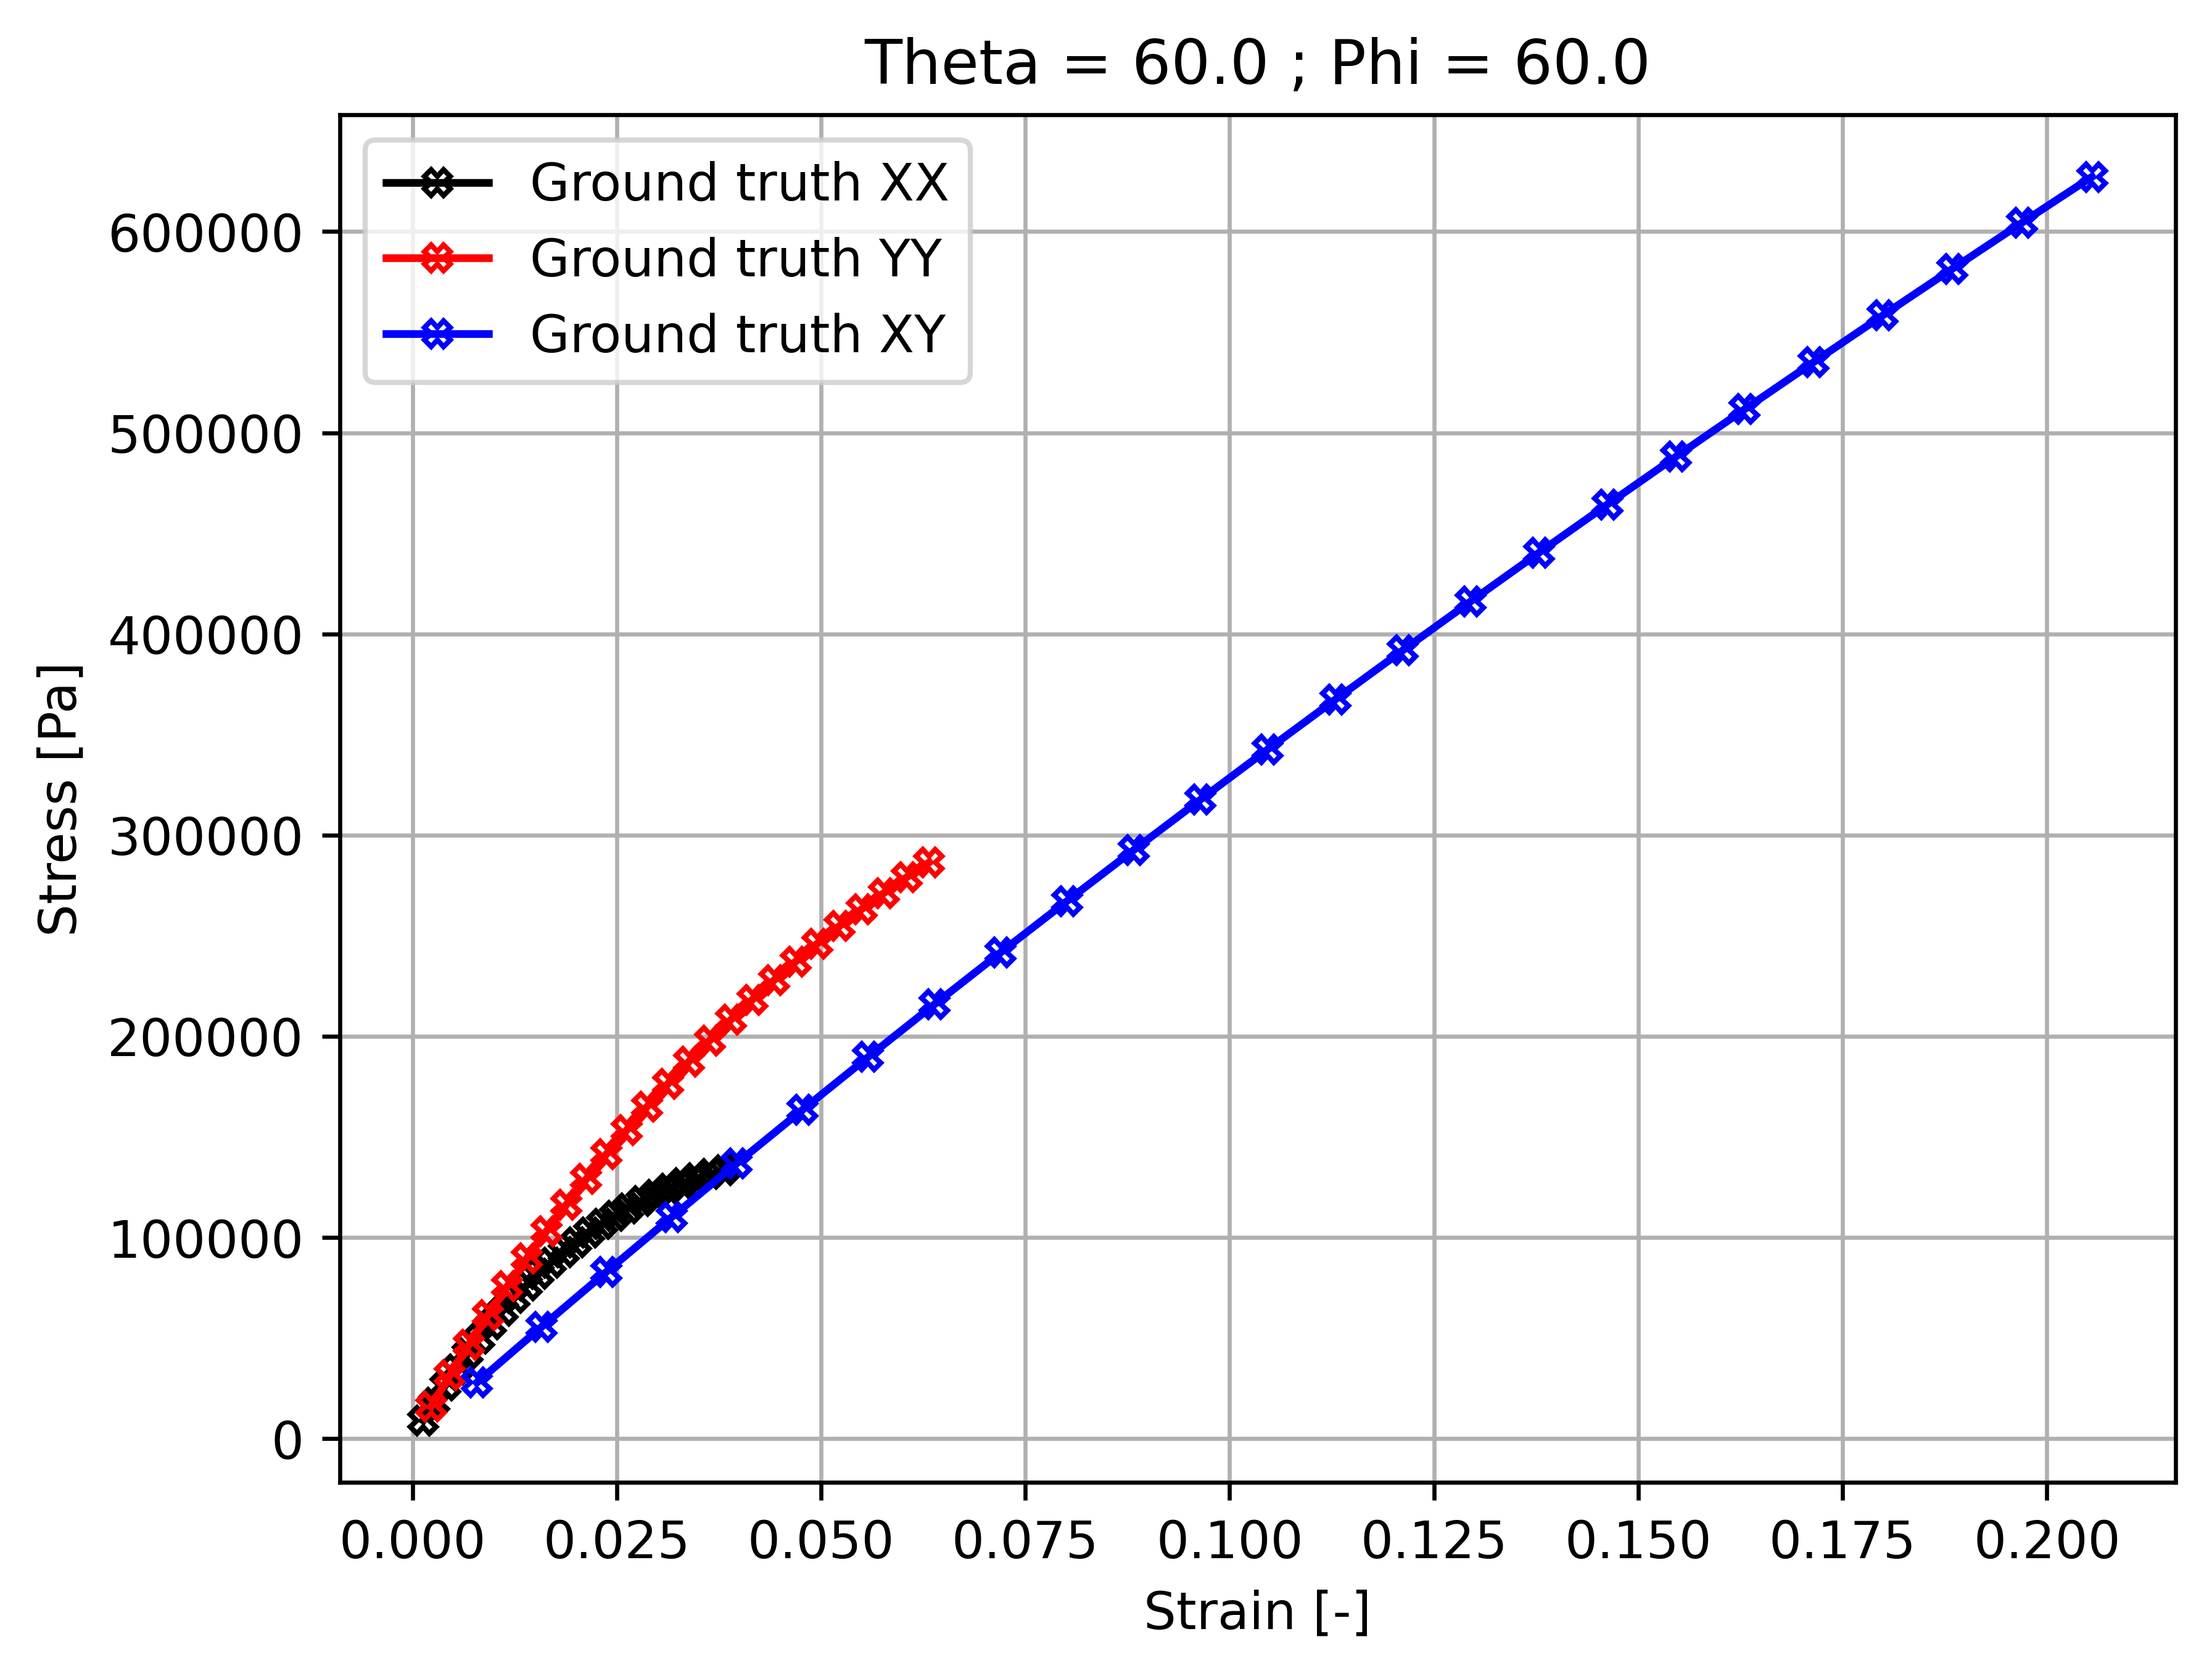 Theta = 60.0 ; Phi = 60.0
Ground truth XX
Ground truth YY
Ground truth XY
600000
500000
400000
300000
200000
100000
0
Stress [Pa]
0.000 0.025 0.050 0.075 0.100 0.125 0.150 0.175 0.200
Strain [-]